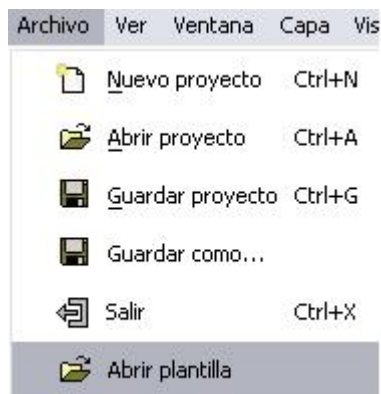 Archivo Ver Ventana Capa Vis
Nuevo proyecto Ctrl+N
Abrir proyecto Ctrl+A
Guardar proyecto Ctrl+G
Guardar como...
Salir Ctrl+X
Abrir plantilla